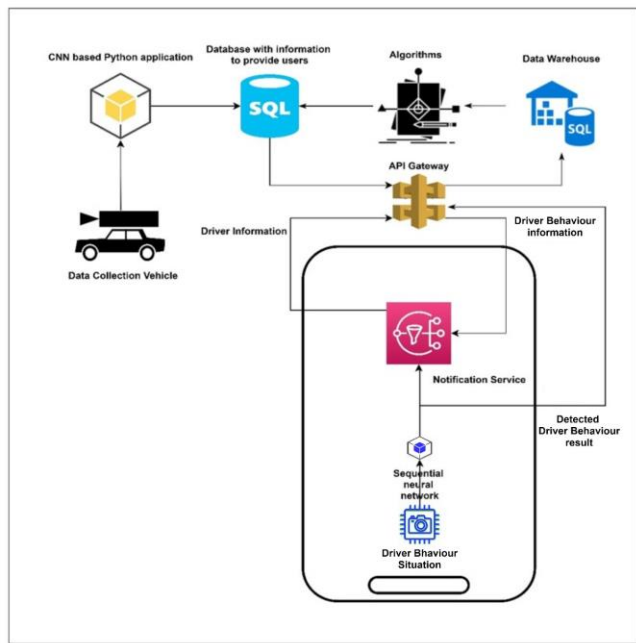 CNN based Python application
Database with information
to provide users
Algorithms
Data Warehouse
SQL
SQL
API Gateway
Driver Information
Driver Behaviour
information
Data Collection Vehicle
Notification Service
Detected
Driver Behaviour
result
Sequential
neural
network
Driver Bhaviour
Situation